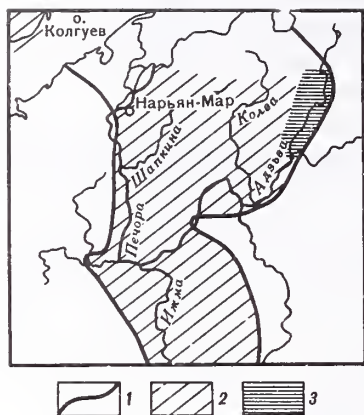 о.
Колгуев
Нарьян-Мар
Колва
Шапкина
Адзьва
Печора
Ижма
1
2
3